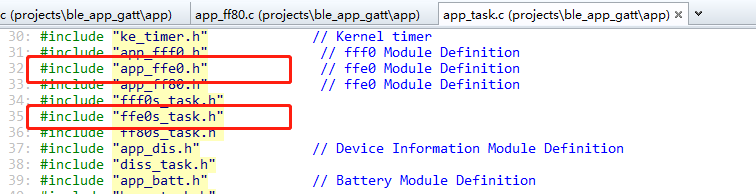 c (projects\ble_app_gatt\app) app_ff80.c (projects\ble_app_gatt\app) app_task.c (projects\ble_app_gatt\app)
30: #include "ke_timer.h" // Kernel timer
31: #include "app_fff0.h" // fff0 Module Definition
32: #include "app_ffe0.h" // ffe0 Module Definition
33: #include "app_ff80.h" // ffe0 Module Definition
34: #include "fff0s_task.h"
35: #include "ffe0s_task.h"
36: #include "ff80s_task.h"
37: #include "app_dis.h" // Device Information Module Definition
38: #include "diss_task.h"
39: #include "app_batt.h" // Battery Module Definition